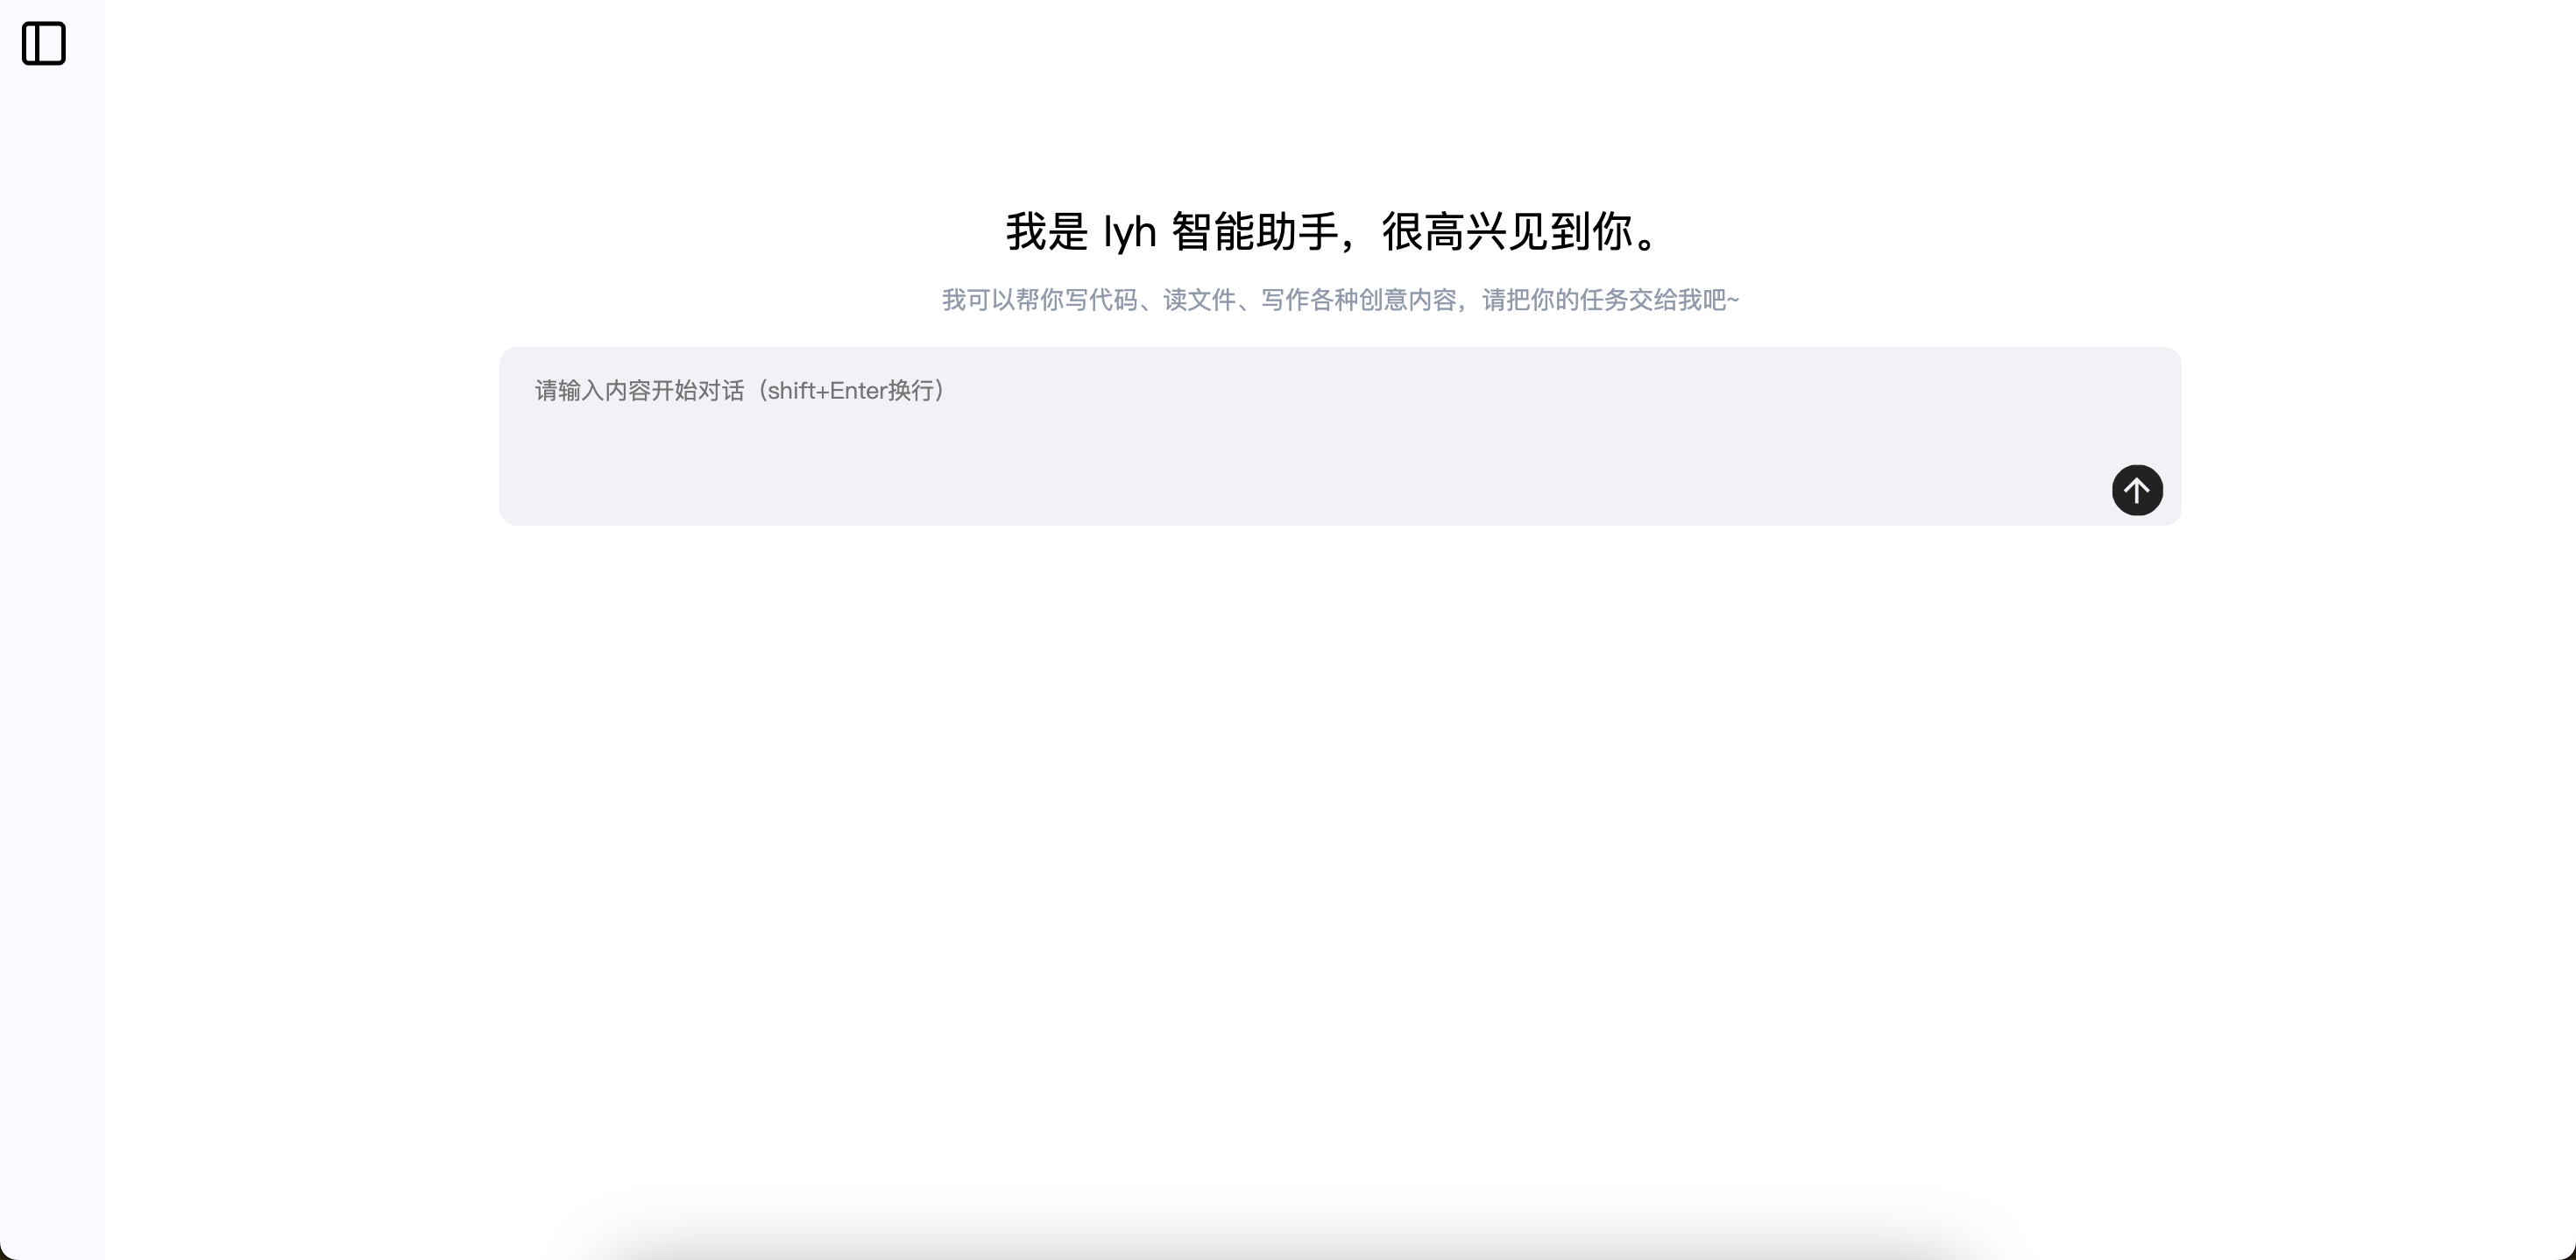 我是 lyh 智能助手，很高兴见到你。
我可以帮你写代码、读文件、写作各种创意内容，请把你的任务交给我吧~
请输入内容开始对话（shift+Enter换行）